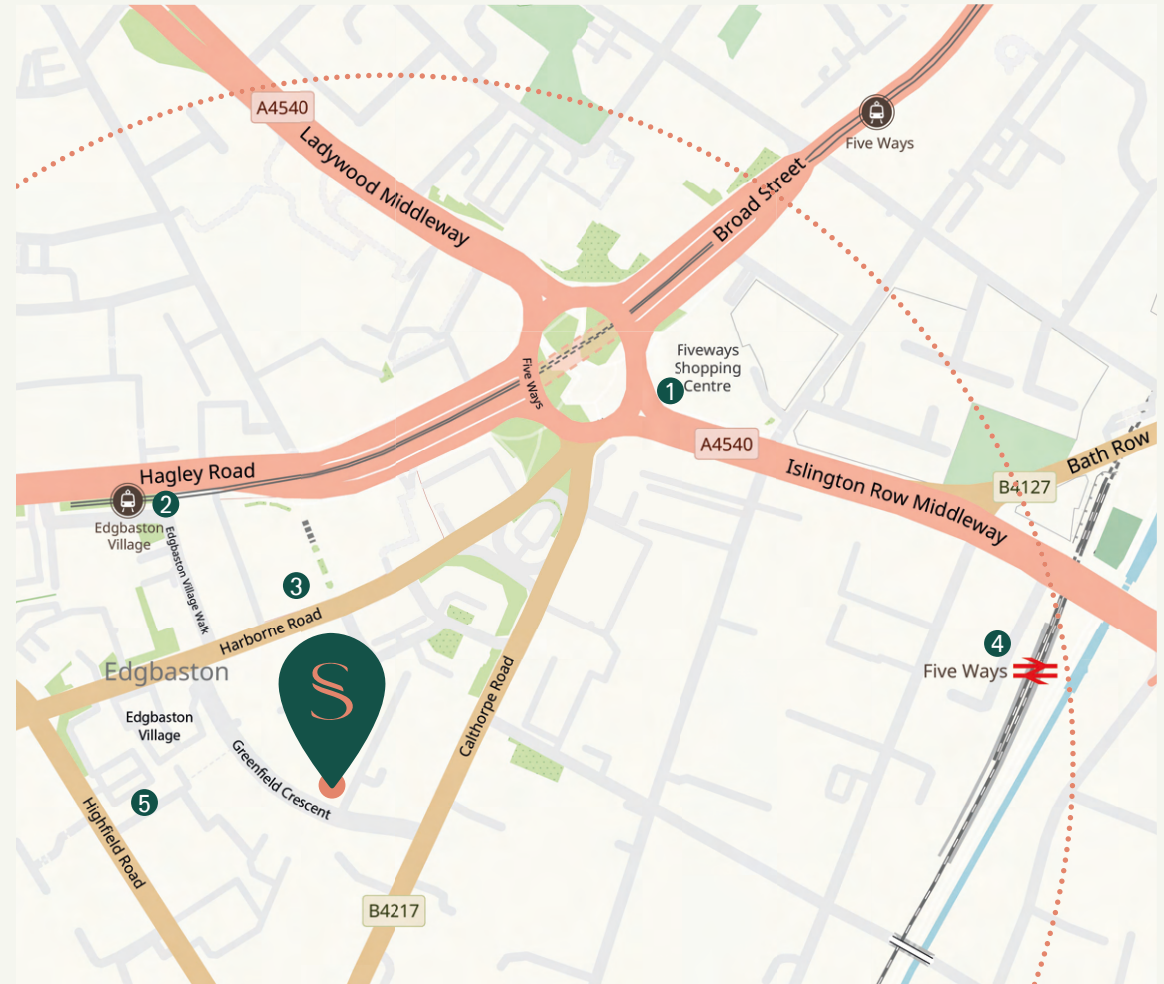 A4540
Ladywood Middleway
Five Ways
Broad Street
Five Ways
Fiveways
Shopping
Centre
1
A4540
Islington Row Middleway
B4127
Bath Row
Hagley Road
2
Edgbaston
Village
Edgbaston Village Walk
3
Harborne Road
Edgbaston
S
Edgbaston
Village
Greenfield Crescent
Calthorpe Road
4
Five Ways
5
Highfield Road
B4217